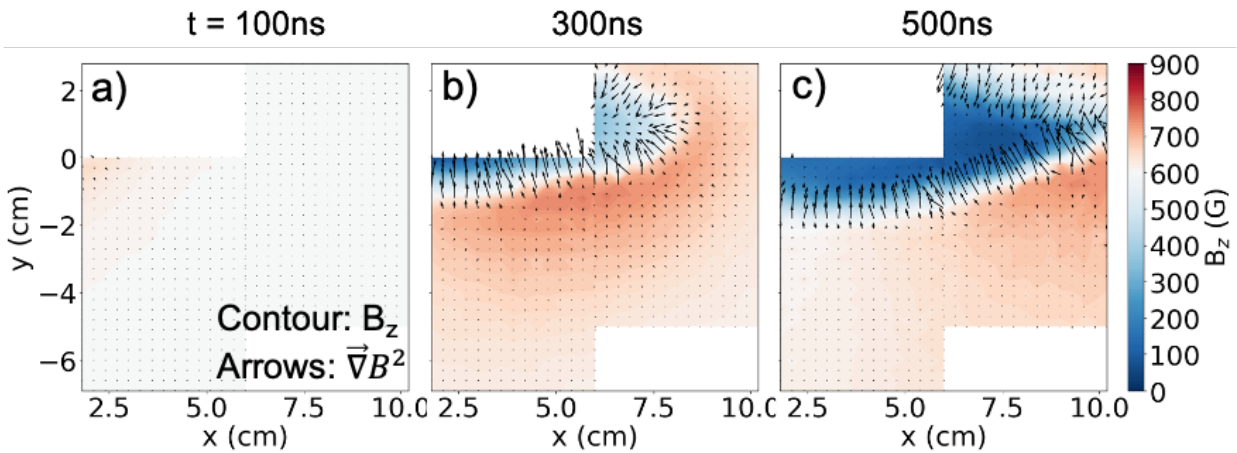 t = 100ns 300ns 500ns
a) b) c)
2
0
−2
−4
−6
y (cm)
Contour: B_z
Arrows: ∇⃗B²
2.5 5.0 7.5 10.0 2.5 5.0 7.5 10.0 2.5 5.0 7.5 10.0
x (cm) x (cm) x (cm)
900
800
700
600
500
400
300
200
100
0
B_z (G)